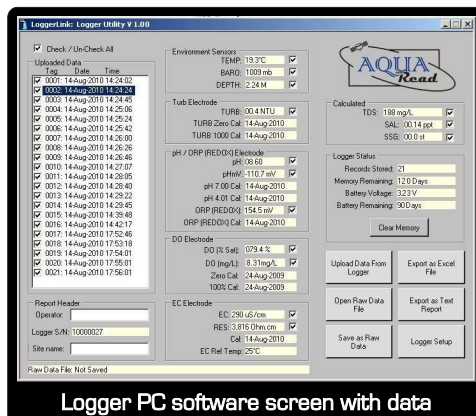 LoggerLink: Logger Utility V 1.00
Check / Un-Check All
Uploaded Data
Tag Date Time
0001: 14-Aug-2010 14:24:02
0002: 14-Aug-2010 14:24:24
0003: 14-Aug-2010 14:24:45
0004: 14-Aug-2010 14:25:06
0005: 14-Aug-2010 14:25:24
0006: 14-Aug-2010 14:25:42
0007: 14-Aug-2010 14:26:00
0008: 14-Aug-2010 14:26:26
0009: 14-Aug-2010 14:26:46
0010: 14-Aug-2010 14:27:07
0011: 14-Aug-2010 14:28:05
0012: 14-Aug-2010 14:28:40
0013: 14-Aug-2010 14:29:22
0014: 14-Aug-2010 14:29:45
0015: 14-Aug-2010 14:39:48
0016: 14-Aug-2010 14:42:17
0017: 14-Aug-2010 17:52:46
0018: 14-Aug-2010 17:53:18
0019: 14-Aug-2010 17:54:01
0020: 14-Aug-2010 17:55:01
0021: 14-Aug-2010 17:56:01
Report Header
Operator:
Logger S/N: 10000027
Site name:
Environment Sensors
TEMP: 19.3°C
BARO: 1009 mb
DEPTH: 2.24 M
Turb Electrode
TURB: 00.4 NTU
TURB Zero Cal: 14-Aug-2010
TURB 1000 Cal: 14-Aug-2010
pH / ORP (REDOX) Electrode
pH: 08.60
pHmV: -110.7 mV
pH 7.00 Cal: 14-Aug-2010
pH 4.01 Cal: 14-Aug-2010
ORP (REDOX): 154.5 mV
ORP (REDOX) Cal: 14-Aug-2010
DO Electrode
DO (% Sat): 079.4 %
DO (mg/L): 8.31mg/L
Zero Cal: 24-Aug-2009
100% Cal: 24-Aug-2009
EC Electrode
EC: 290 uS/cm
RES: 3,816 Ohm.cm
Cal: 14-Aug-2010
EC Ref Temp: 25°C
AQUA
Read
Calculated
TDS: 188 mg/L
SAL: 00.14 ppt
SSG: 00.0 st
Logger Status
Records Stored: 21
Memory Remaining: 120 Days
Battery Voltage: 3.23 V
Battery Remaining: 90 Days
Clear Memory
Upload Data From Logger
Export as Excel File
Open Raw Data File
Export as Text Report
Save as Raw Data
Logger Setup
Raw Data File: Not Saved
Logger PC software screen with data